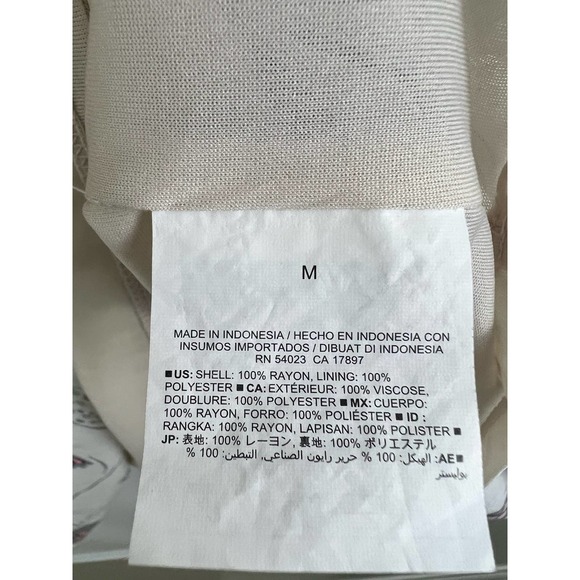 M
MADE IN INDONESIA / HECHO EN INDONESIA CON
INSUMOS IMPORTADOS / DIBUAT DI INDONESIA
RN 54023 CA 17897
■US: SHELL: 100% RAYON, LINING: 100%
POLYESTER ■ CA: EXTÉRIEUR: 100% VISCOSE,
DOUBLURE: 100% POLYESTER ■ MX: CUERPO:
100% RAYON, FORRO: 100% POLIÉSTER ■ ID :
RANGKA: 100% RAYON, LAPISAN: 100% POLISTER ■
JP: 表地: 100% レーヨン, 裏地: 100% ポリエステル
■AE: الهيكل: 100 % حرير رايون الصناعي, التبطين: 100 %
بوليستر